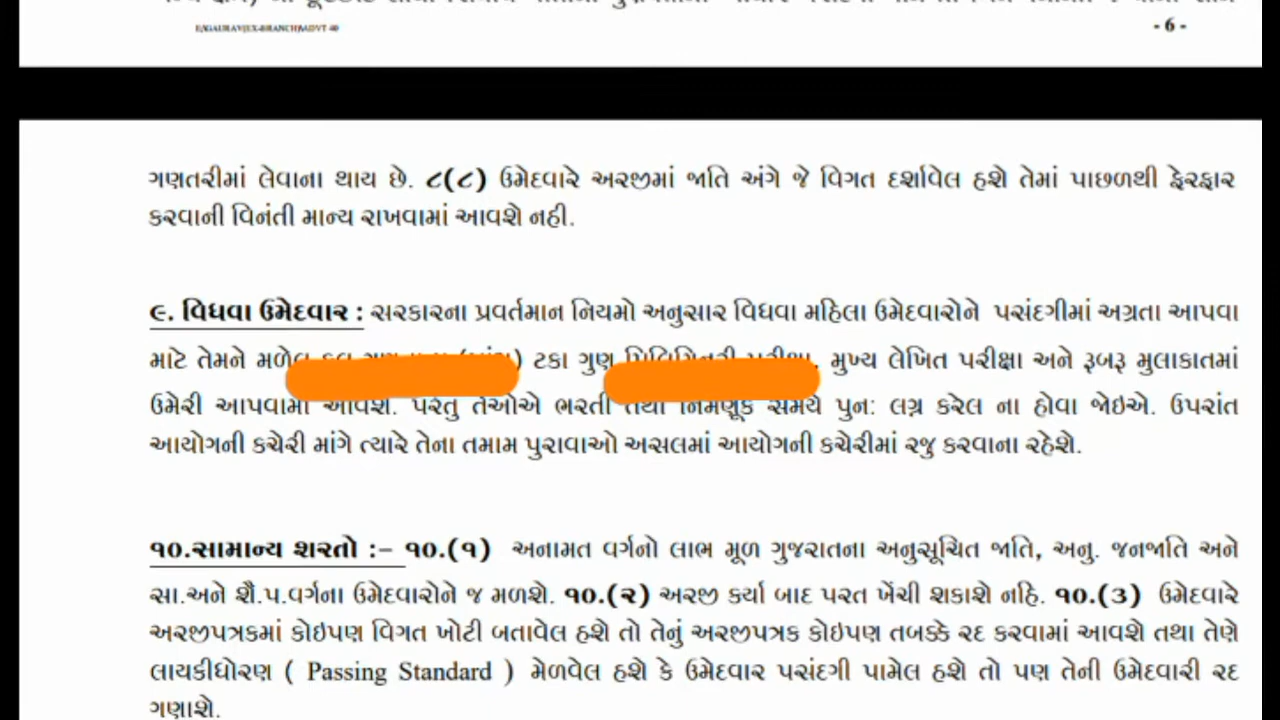 - 6 -
ગણતરીમાં લેવાના થાય છે. ૮(૮) ઉમેદવારે અરજીમાં જાતિ અંગે જે વિગત દર્શાવેલ હશે તેમાં પાછળથી ફેરફાર
કરવાની વિનંતી માન્ય રાખવામાં આવશે નહી.
૯. વિધવા ઉમેદવાર : સરકારના પ્રવર્તમાન નિયમો અનુસાર વિધવા મહિલા ઉમેદવારોને પસંદગીમાં અગ્રતા આપવા
માટે તેમને મળેલ ) ટકા ગુણ મુખ્ય લેખિત પરીક્ષા અને રૂબરૂ મુલાકાતમાં
ઉમેરી આપવામાં આવશે. પરંતુ તેઓએ ભરતી તથા નિમણૂક સમયે પુન: લગ્ન કરેલ ના હોવા જોઇએ. ઉપરાંત
આયોગની કચેરી માંગે ત્યારે તેના તમામ પુરાવાઓ અસલમાં આયોગની કચેરીમાં રજુ કરવાના રહેશે.
૧૦.સામાન્ય શરતો :– ૧૦.(૧) અનામત વર્ગનો લાભ મૂળ ગુજરાતના અનુસૂચિત જાતિ, અનુ. જનજાતિ અને
સા.અને શૈ.પ.વર્ગના ઉમેદવારોને જ મળશે. ૧૦.(૨) અરજી કર્યા બાદ પરત ખેંચી શકાશે નહિ. ૧૦.(૩) ઉમેદવારે
અરજીપત્રકમાં કોઇપણ વિગત ખોટી બતાવેલ હશે તો તેનું અરજીપત્રક કોઇપણ તબક્કે રદ કરવામાં આવશે તથા તેણે
લાયકીધોરણ ( Passing Standard ) મેળવેલ હશે કે ઉમેદવાર પસંદગી પામેલ હશે તો પણ તેની ઉમેદવારી રદ
ગણાશે.